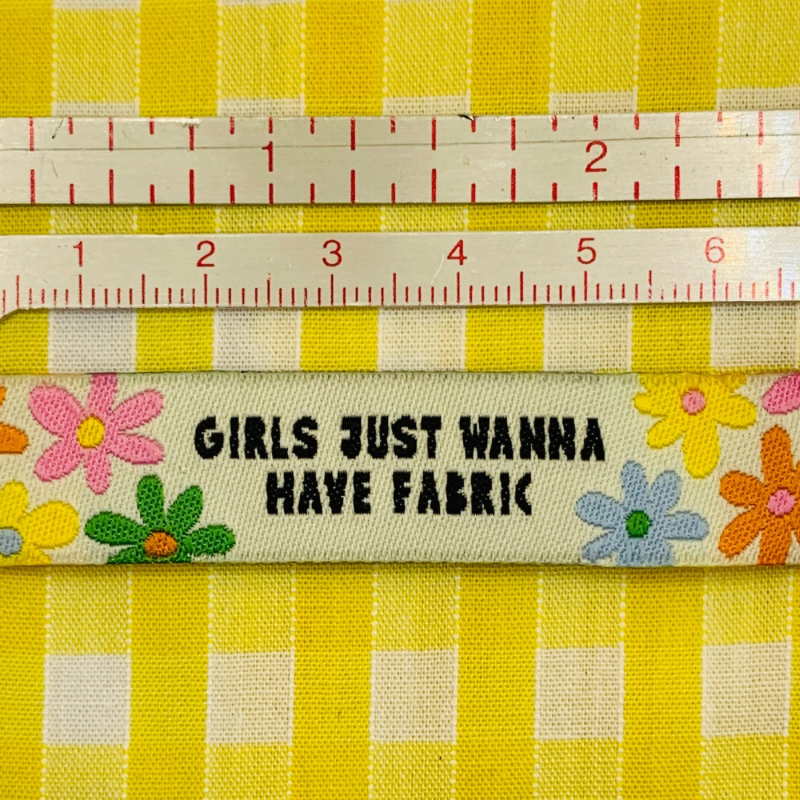 1 2
1 2 3 4 5 6
GIRLS JUST WANNA
HAVE FABRIC